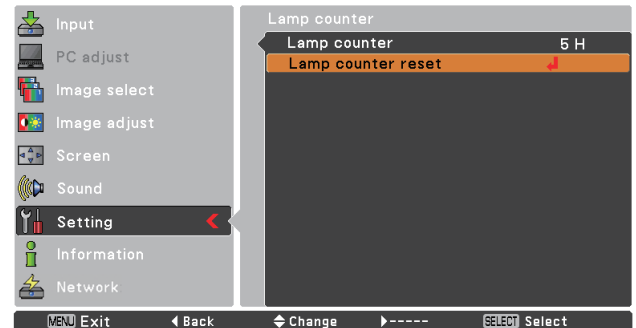 Input
PC adjust
Image select
Image adjust
Screen
Sound
Setting
Information
Network
Lamp counter
Lamp counter 5 H
Lamp counter reset
MENU Exit Back Change ----- SELECT Select